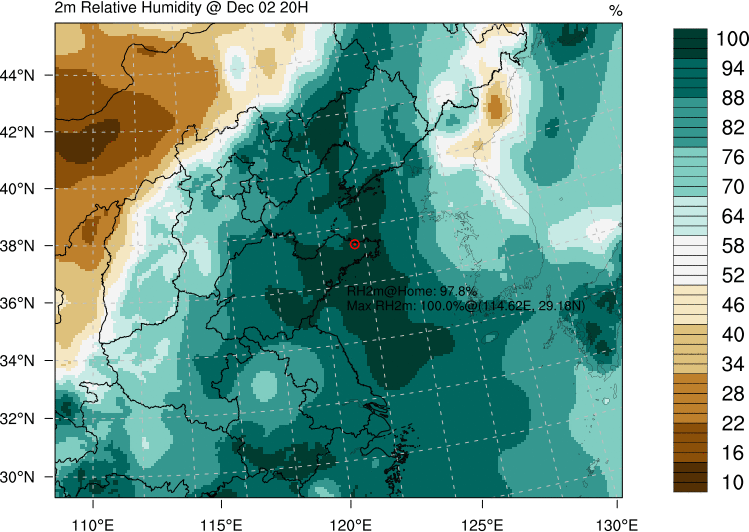 2m Relative Humidity @ Dec 02 20H
%
44°N
42°N
40°N
38°N
36°N
34°N
32°N
30°N
RH2m@Home: 97.8%
Max RH2m: 100.0%@(114.62E, 29.18N)
110°E
115°E
120°E
125°E
130°E
100
94
88
82
76
70
64
58
52
46
40
34
28
22
16
10